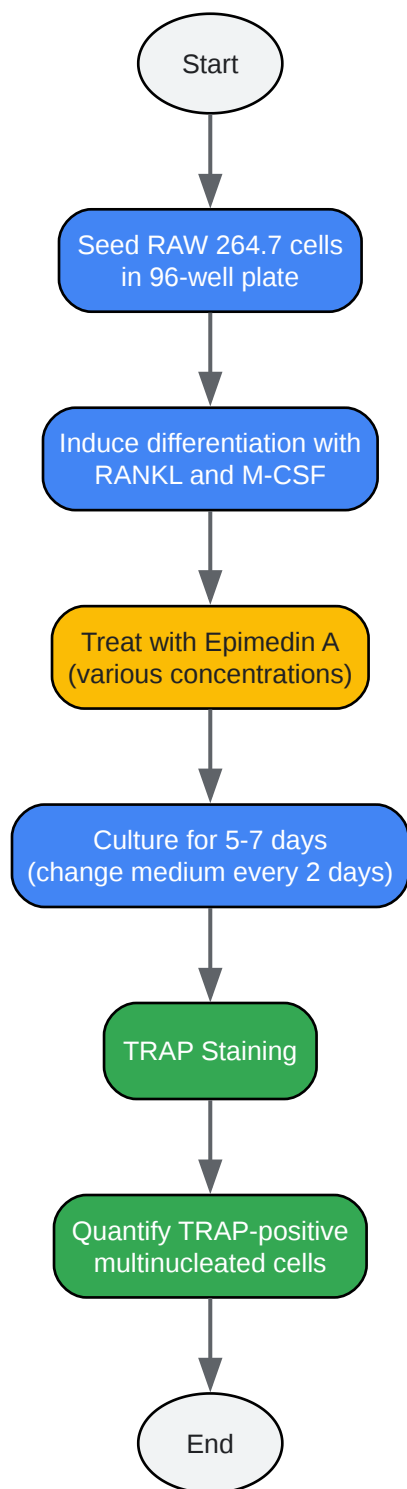 Start
Seed RAW 264.7 cells
in 96-well plate
Induce differentiation with
RANKL and M-CSF
Treat with Epimedin A
(various concentrations)
Culture for 5-7 days
(change medium every 2 days)
TRAP Staining
Quantify TRAP-positive
multinucleated cells
End